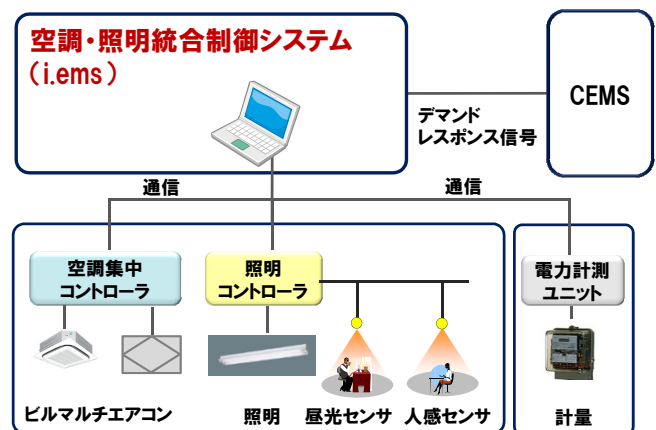 空調・照明統合制御システム
（i.ems）
CEMS
デマンド
レスポンス信号
通信
通信
空調集中
コントローラ
照明
コントローラ
電力計測
ユニット
ビルマルチエアコン
照明
昼光センサ
人感センサ
計量